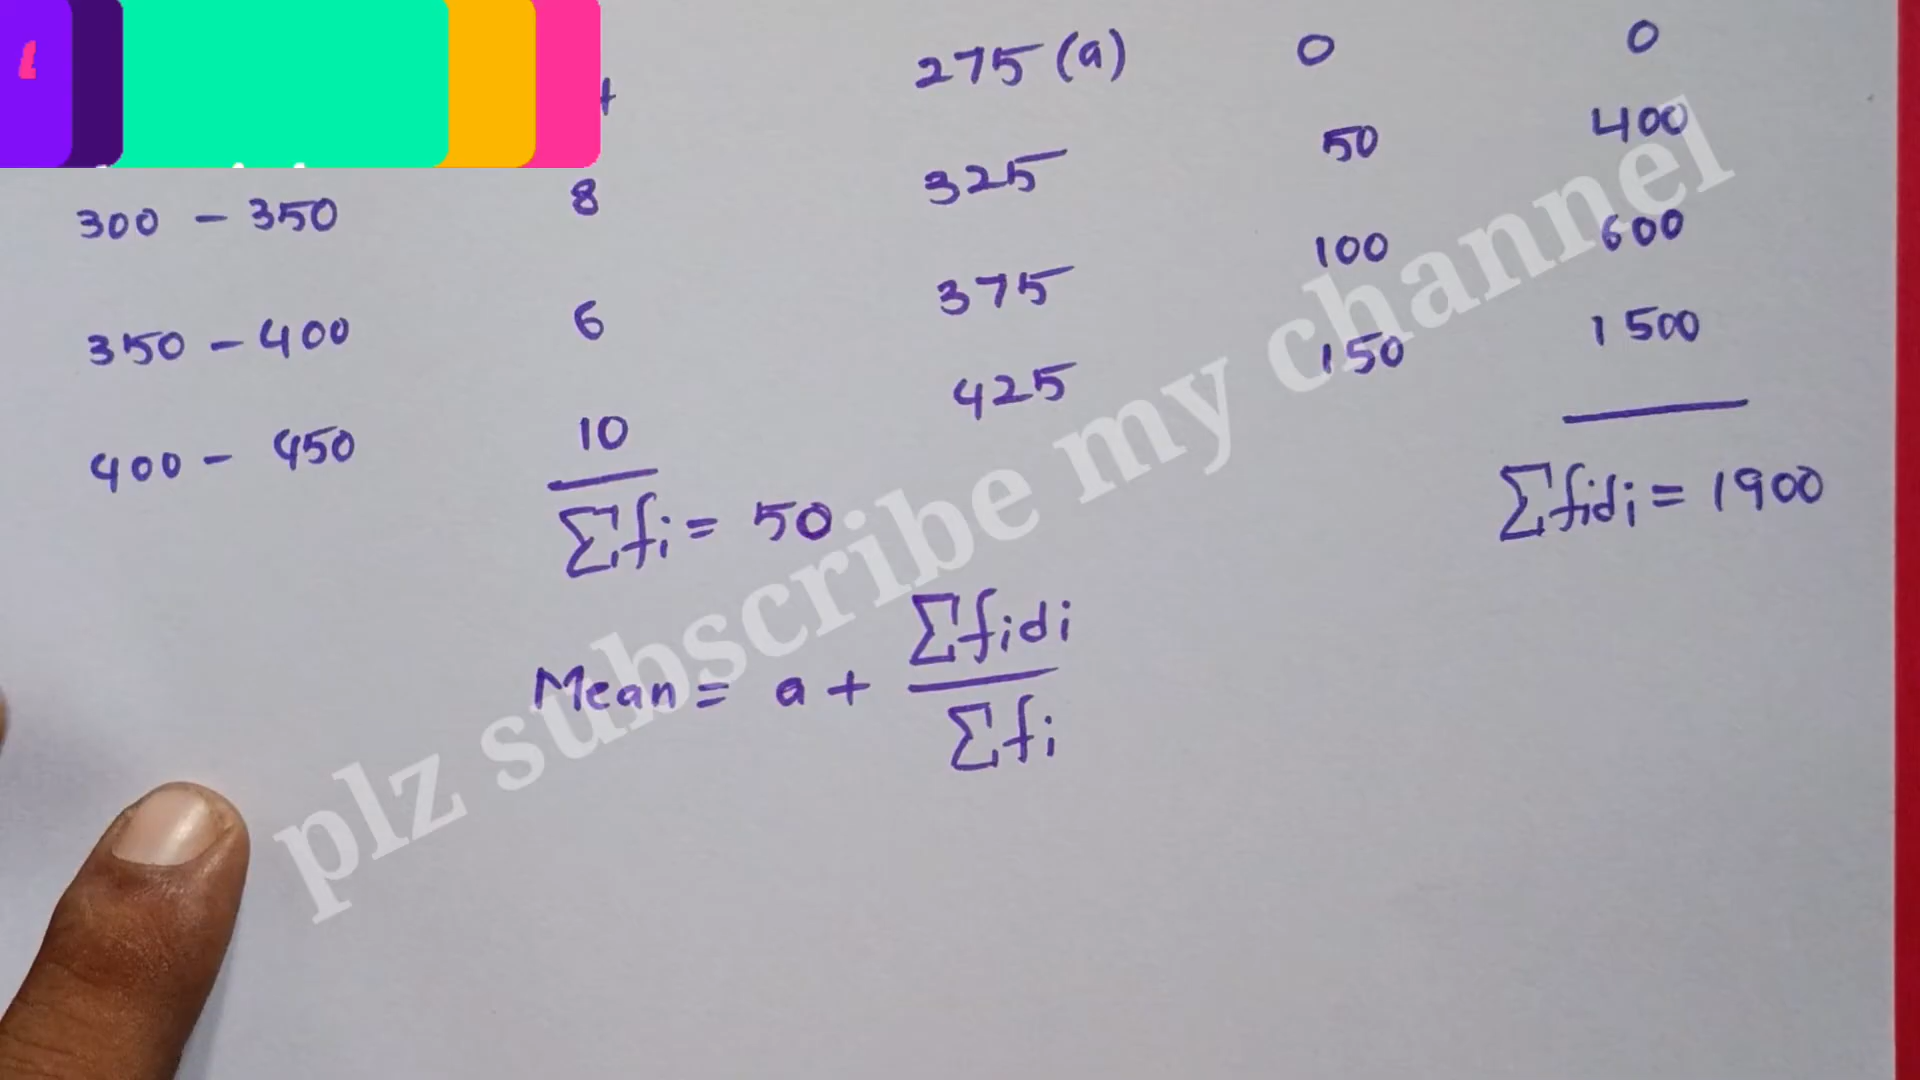 275 (a) 0 0
300 - 350 8 325 50 400
350 - 400 6 375 100 600
400 - 450 10 425 150 1500
Σfi = 50 Σfidi = 1900
Mean = a + Σfidi / Σfi
plz subscribe my channel